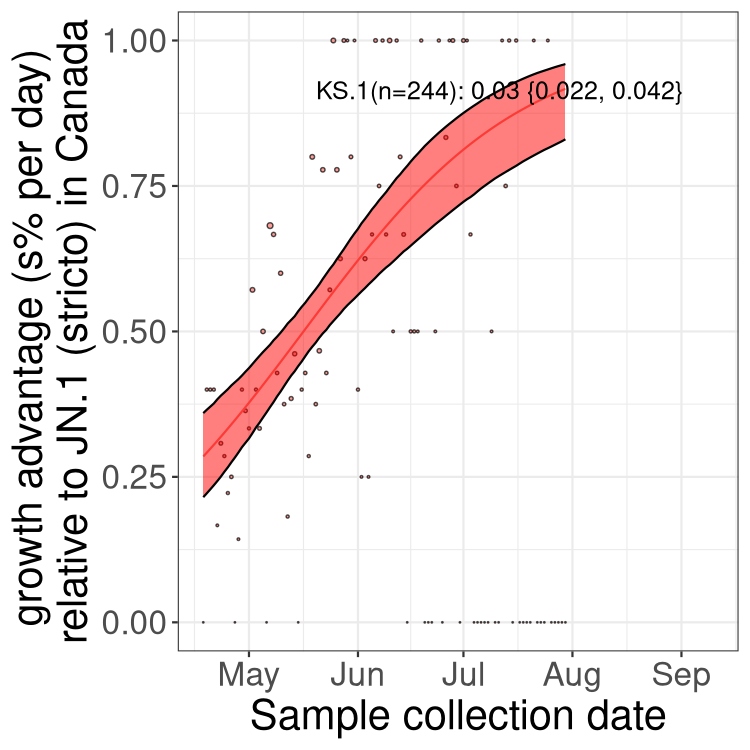 growth advantage (s% per day)
relative to JN.1 (stricto) in Canada
1.00
0.75
0.50
0.25
0.00
KS.1(n=244): 0.03 {0.022, 0.042}
May Jun Jul Aug Sep
Sample collection date